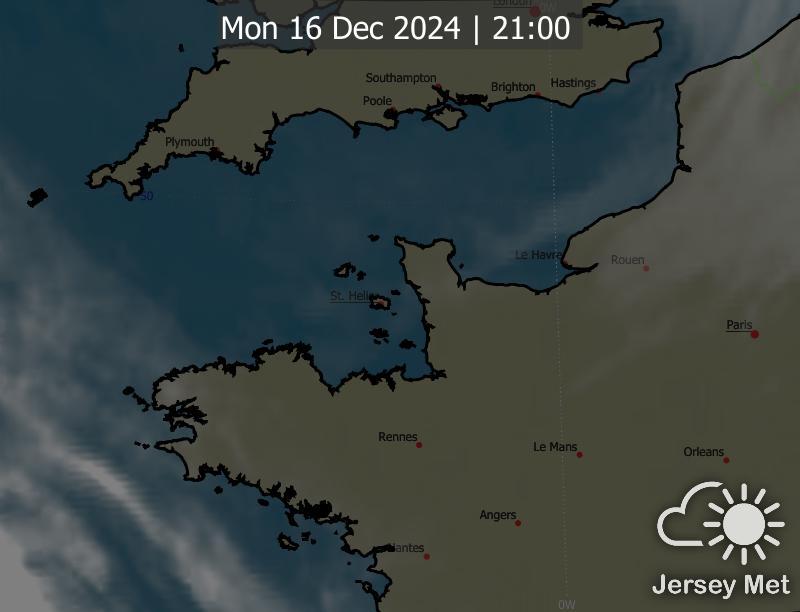 London
0W
Mon 16 Dec 2024 | 21:00
Southampton
Brighton
Hastings
Poole
Plymouth
50
Le Havre
Rouen
St. Helier
Paris
Rennes
Le Mans
Orleans
Angers
Nantes
Jersey Met
0W